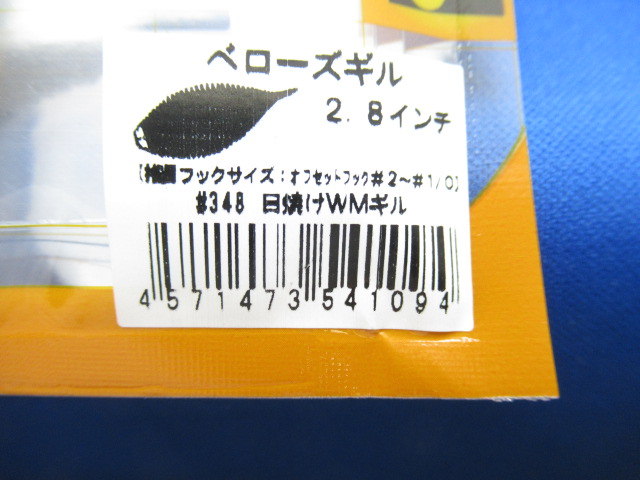 ベローズギル
2.8インチ
フックサイズ:オフセットフック#2~#1/0]
#348 日焼けWMギル
4571473541094